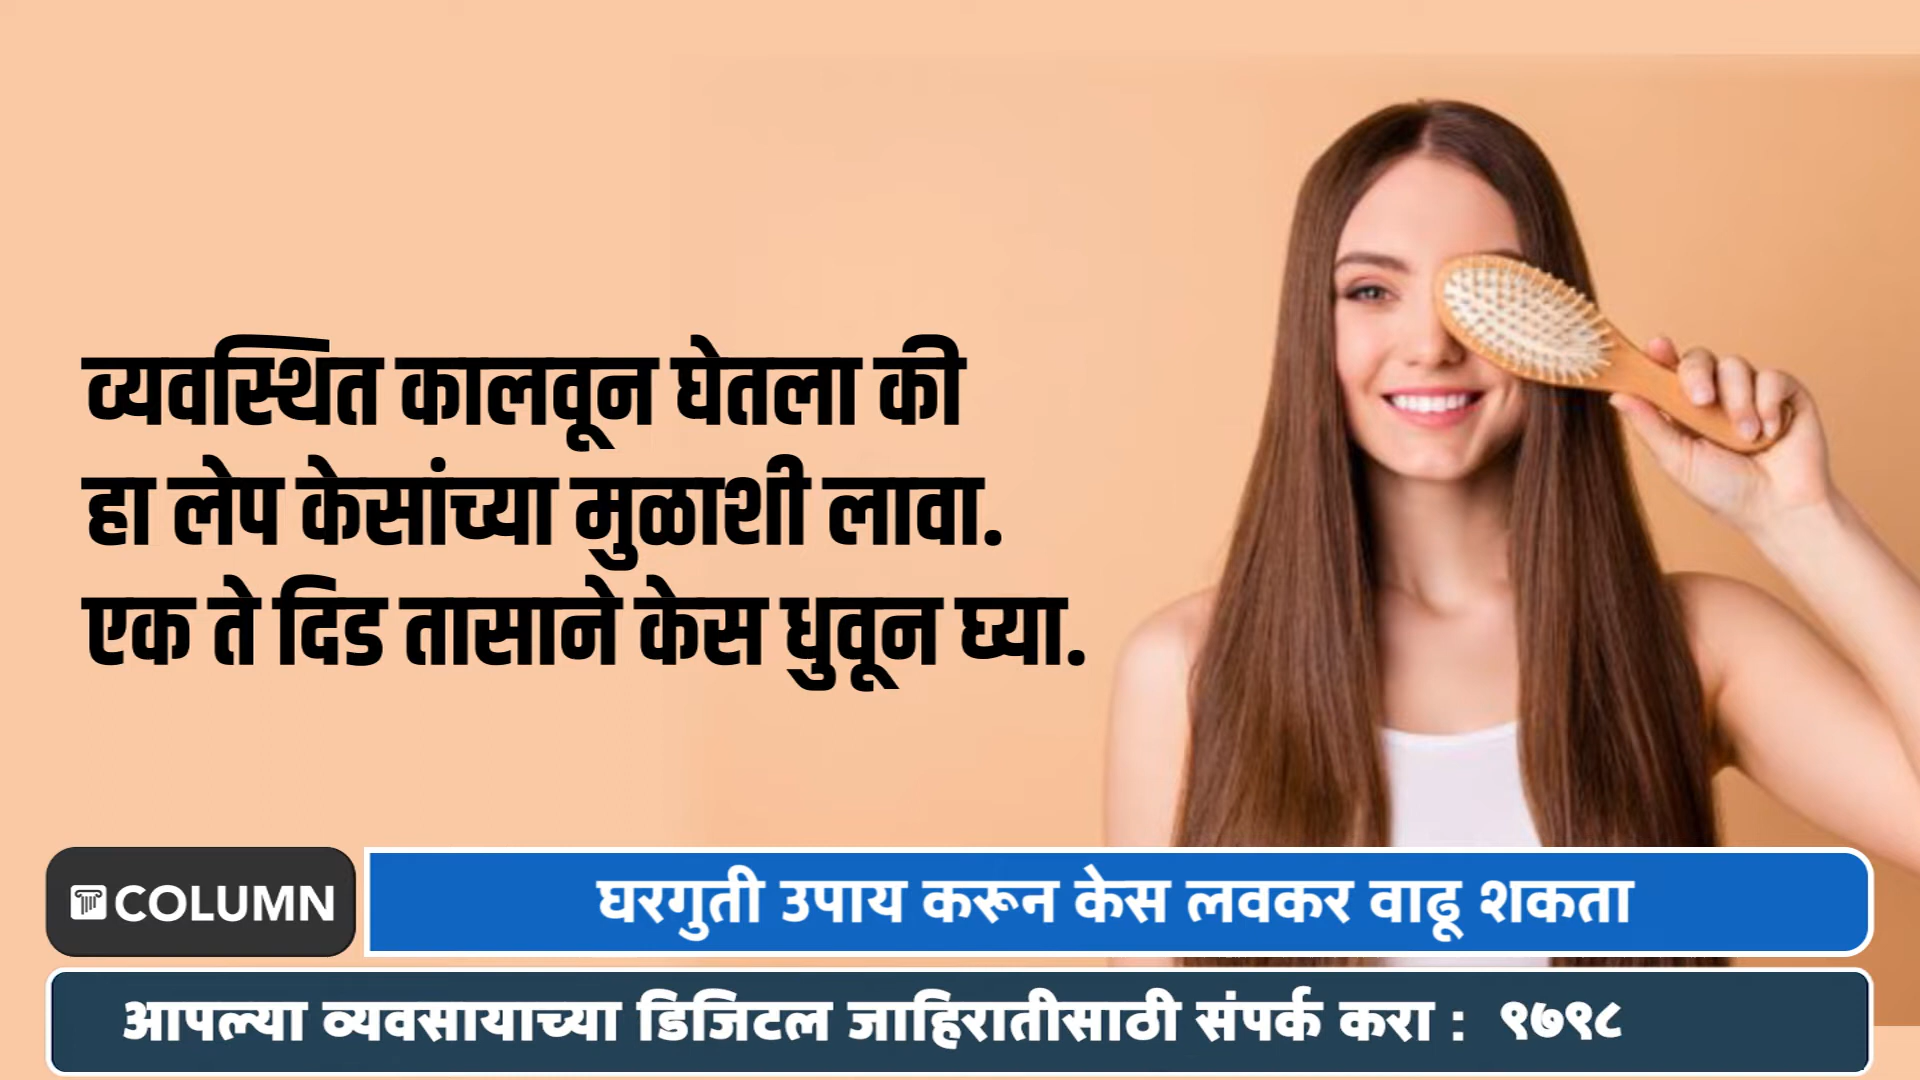 व्यवस्थित कालवून घेतला की
हा लेप केसांच्या मुळाशी लावा.
एक ते दिड तासाने केस धुवून घ्या.
COLUMN
घरगुती उपाय करून केस लवकर वाढू शकता
आपल्या व्यवसायाच्या डिजिटल जाहिरातीसाठी संपर्क करा : ९७९८